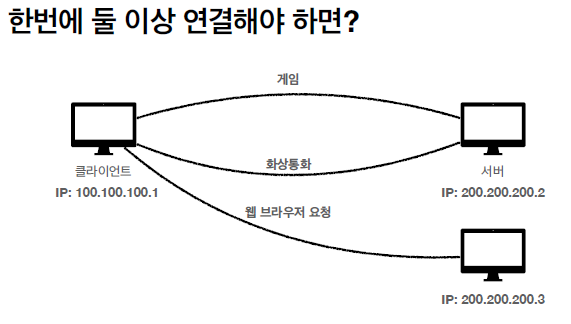 한번에 둘 이상 연결해야 하면?
게임
클라이언트
IP: 100.100.100.1
화상통화
서버
IP: 200.200.200.2
웹 브라우저 요청
IP: 200.200.200.3